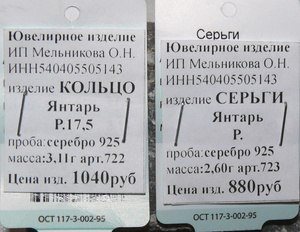 Ювелирное изделие
ИП Мельникова О.Н.
ИНН540405505143
изделие КОЛЬЦО
Янтарь
Р.17,5
проба:серебро 925
масса:3.11г арт.722
Цена изд. 1040руб
ОСТ 117-3-002-95
Серьги
Ювелирное изделие
ИП Мельникова О.Н.
ИНН540405505143
изделие СЕРЬГИ
Янтарь
Р.
проба:серебро 925
масса:2,60г арт.723
Цена изд. 880руб
ОСТ 117-3-002-95